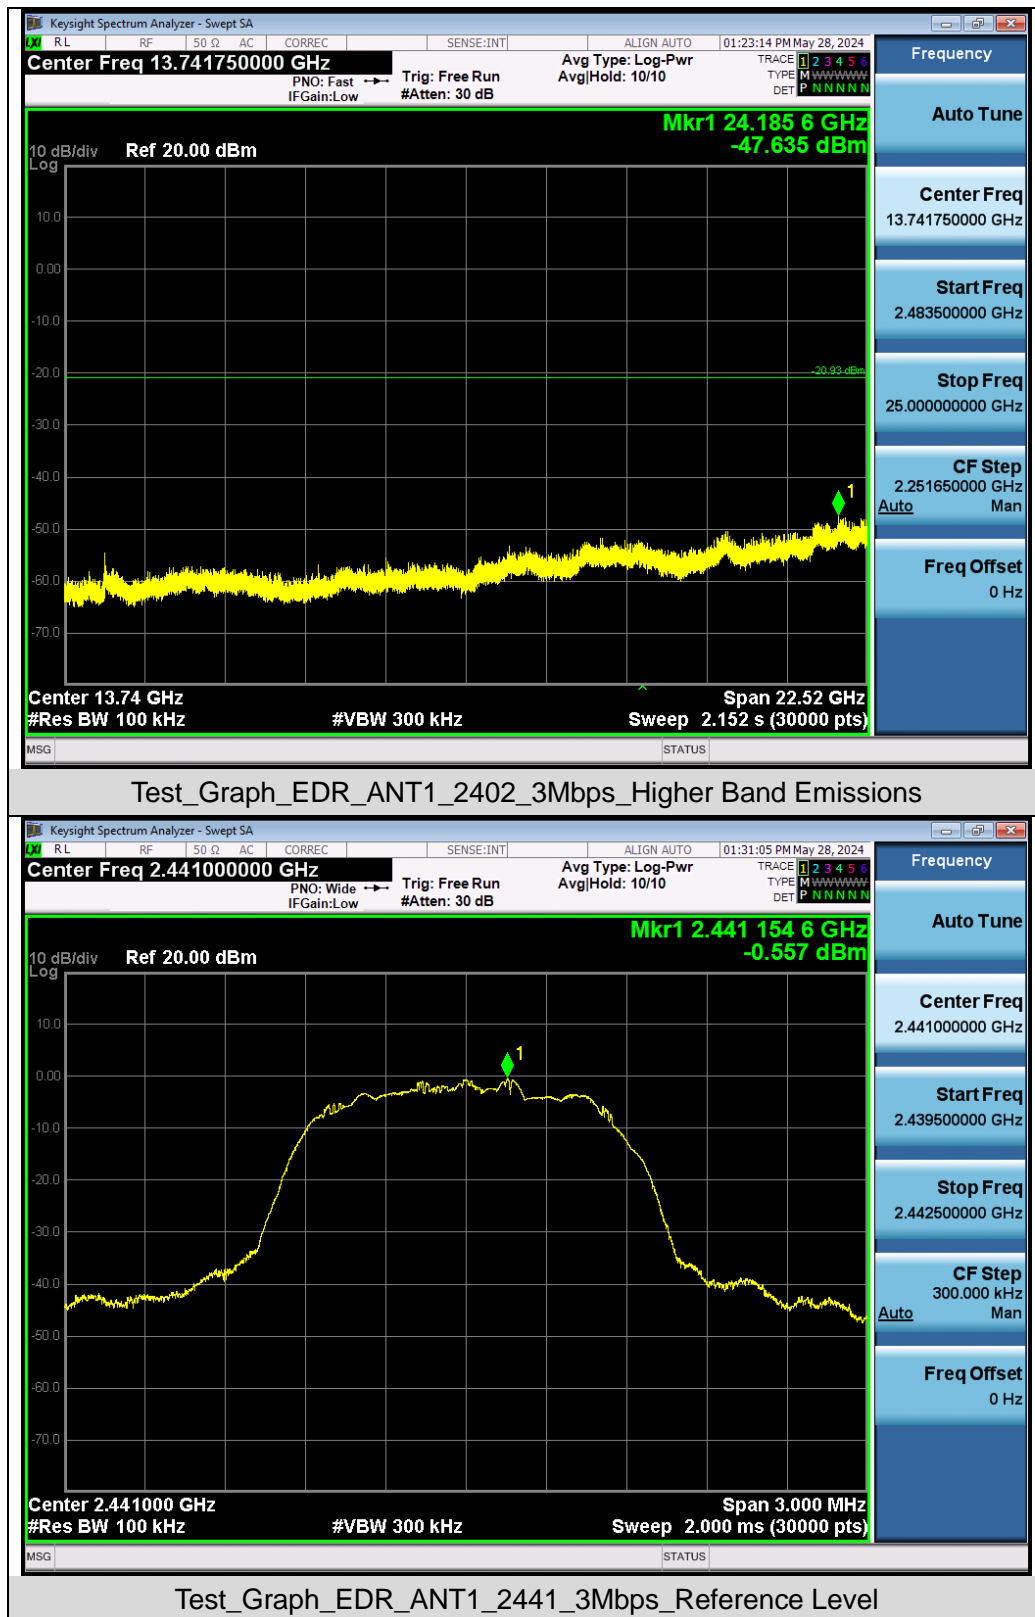 Keysight Spectrum Analyzer - Swept SA
LXI RL RF 50 Ω AC CORREC SENSE:INT ALIGN AUTO 01:23:14 PM May 28, 2024
Center Freq 13.741750000 GHz
PNO: Fast
IFGain:Low
Trig: Free Run
#Atten: 30 dB
Avg Type: Log-Pwr
Avg|Hold: 10/10
TRACE 1 2 3 4 5 6
TYPE M WWWWW
DET P N N N N N
Mkr1 24.185 6 GHz
-47.635 dBm
10 dB/div Ref 20.00 dBm
Log
10.0
0.00
-10.0
-20.0
-20.93 dBm
-30.0
-40.0
1
-50.0
-60.0
-70.0
Center 13.74 GHz Span 22.52 GHz
#Res BW 100 kHz #VBW 300 kHz Sweep 2.152 s (30000 pts)
MSG STATUS
Frequency
Auto Tune
Center Freq
13.741750000 GHz
Start Freq
2.483500000 GHz
Stop Freq
25.000000000 GHz
CF Step
2.251650000 GHz
Auto Man
Freq Offset
0 Hz
Test_Graph_EDR_ANT1_2402_3Mbps_Higher Band Emissions
Keysight Spectrum Analyzer - Swept SA
LXI RL RF 50 Ω AC CORREC SENSE:INT ALIGN AUTO 01:31:05 PM May 28, 2024
Center Freq 2.441000000 GHz
PNO: Wide
IFGain:Low
Trig: Free Run
#Atten: 30 dB
Avg Type: Log-Pwr
Avg|Hold: 10/10
TRACE 1 2 3 4 5 6
TYPE M WWWWW
DET P N N N N N
Mkr1 2.441 154 6 GHz
-0.557 dBm
10 dB/div Ref 20.00 dBm
Log
10.0
1
0.00
-10.0
-20.0
-30.0
-40.0
-50.0
-60.0
-70.0
Center 2.441000 GHz Span 3.000 MHz
#Res BW 100 kHz #VBW 300 kHz Sweep 2.000 ms (30000 pts)
MSG STATUS
Frequency
Auto Tune
Center Freq
2.441000000 GHz
Start Freq
2.439500000 GHz
Stop Freq
2.442500000 GHz
CF Step
300.000 kHz
Auto Man
Freq Offset
0 Hz
Test_Graph_EDR_ANT1_2441_3Mbps_Reference Level